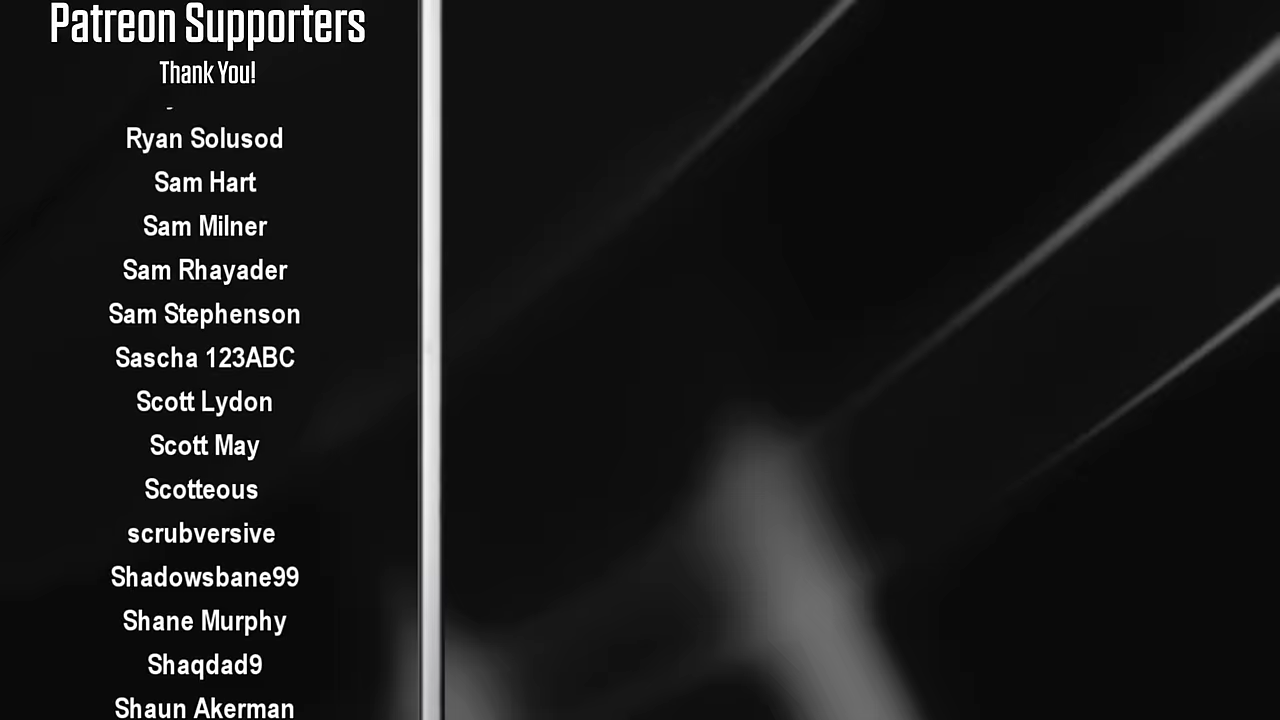 Patreon Supporters
Thank You!
-
Ryan Solusod
Sam Hart
Sam Milner
Sam Rhayader
Sam Stephenson
Sascha 123ABC
Scott Lydon
Scott May
Scotteous
scrubversive
Shadowsbane99
Shane Murphy
Shaqdad9
Shaun Akerman